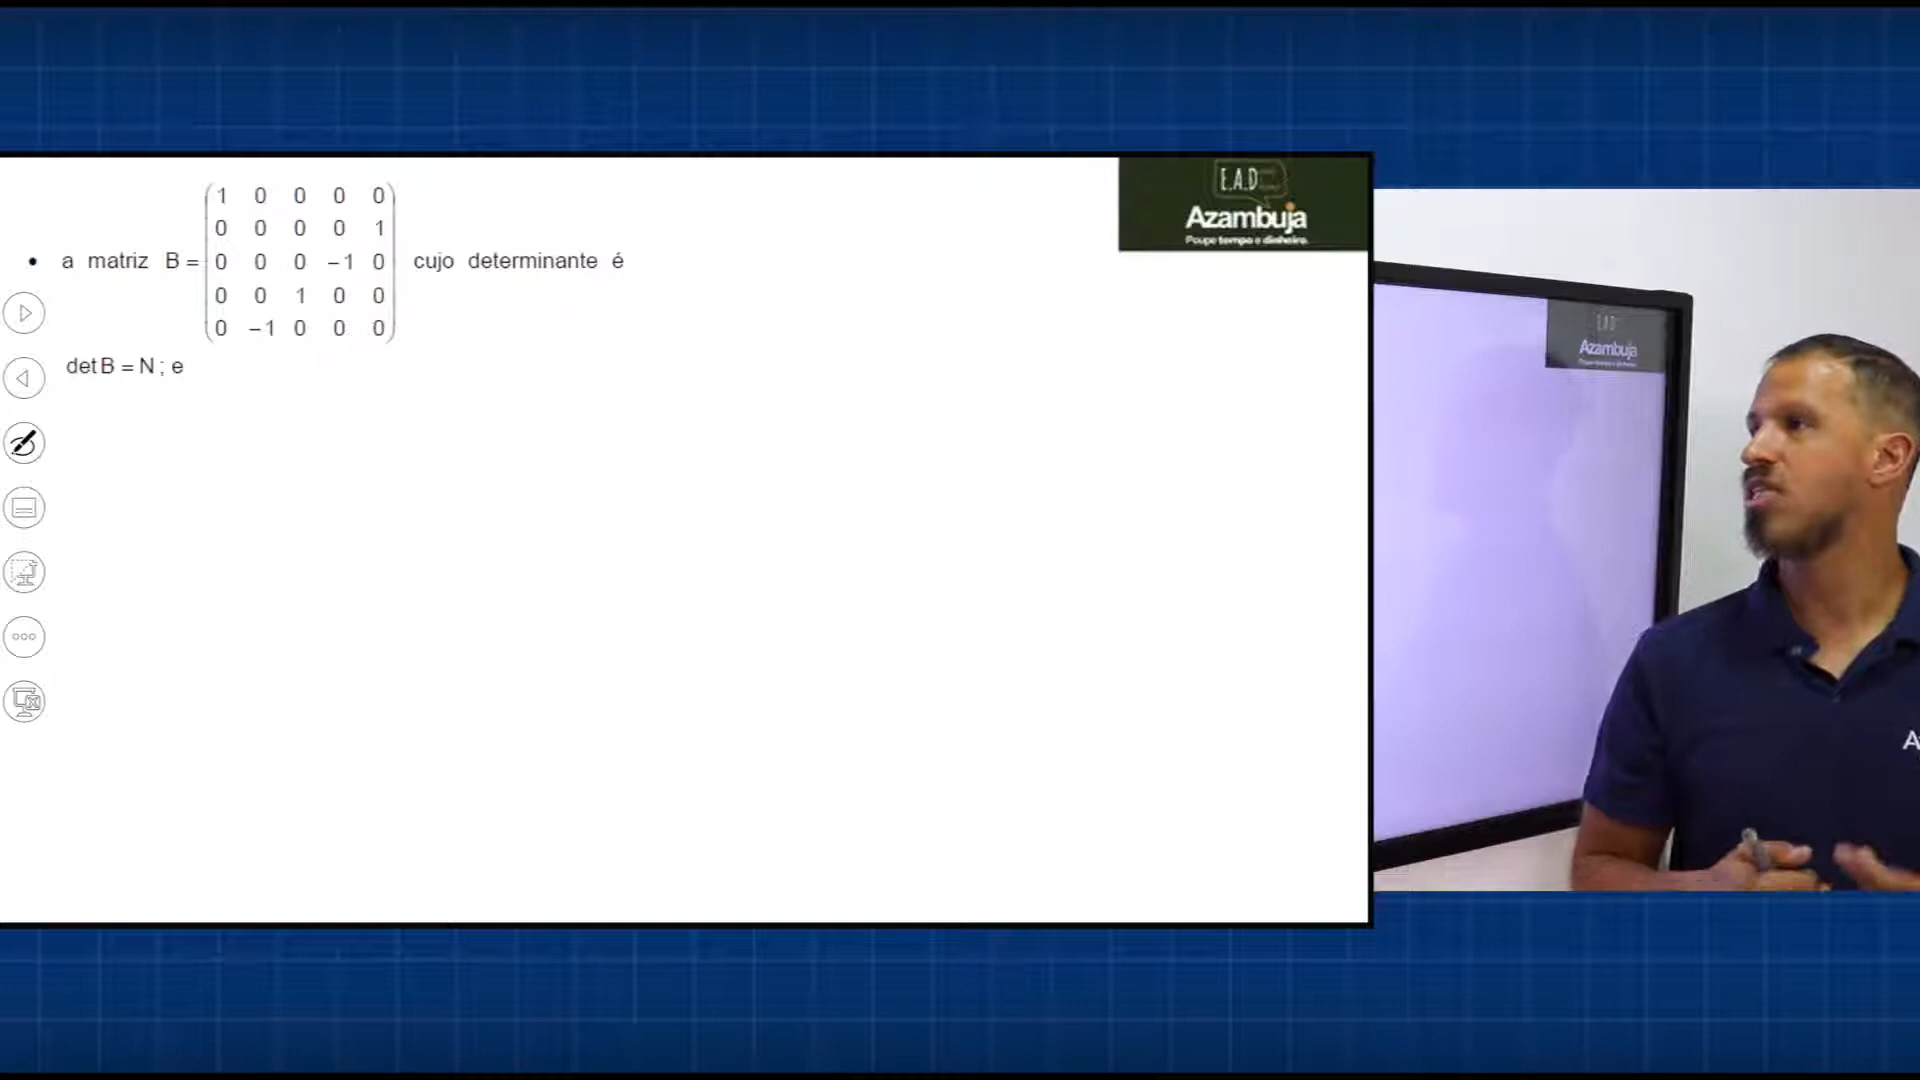 E.A.D
Azambuja
Poupe tempo e dinheiro.
1 0 0 0 0
0 0 0 0 1
• a matriz B = 0 0 0 −1 0 cujo determinante é
0 0 1 0 0
0 −1 0 0 0
det B = N ; e
E.A.D
Azambuja
A